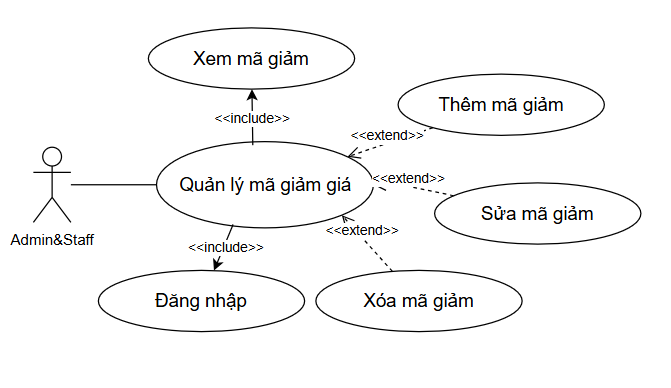 Xem mã giảm
<<include>>
Thêm mã giảm
<<extend>>
Quản lý mã giảm giá
<<extend>>
Admin&Staff
Sửa mã giảm
<<extend>>
<<include>>
Đăng nhập
Xóa mã giảm